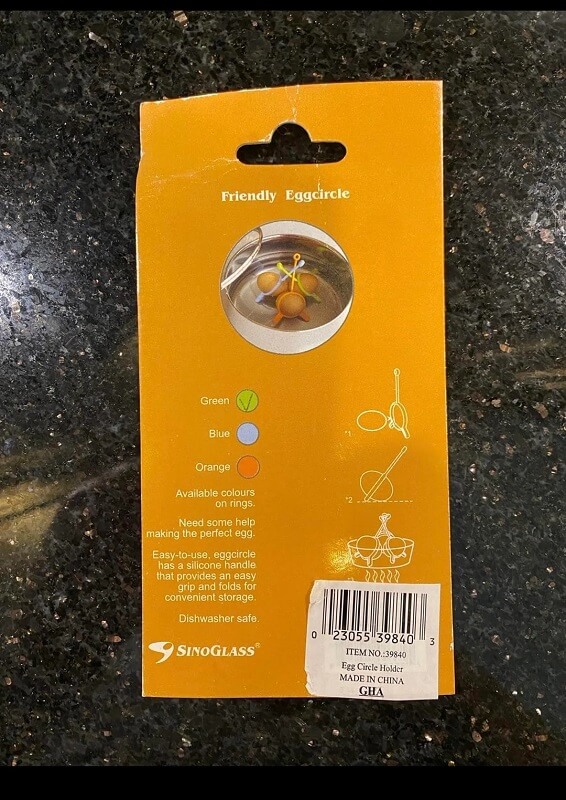 Friendly Eggcircle
Green
Blue
Orange
Available colours
on rings.
Need some help
making the perfect egg.
Easy-to-use, eggcircle
has a silicone handle
that provides an easy
grip and folds for
convenient storage.
Dishwasher safe.
SINOGLASS®
*1
*2
0 23055 39840 3
ITEM NO.:39840
Egg Circle Holder
MADE IN CHINA
GHA